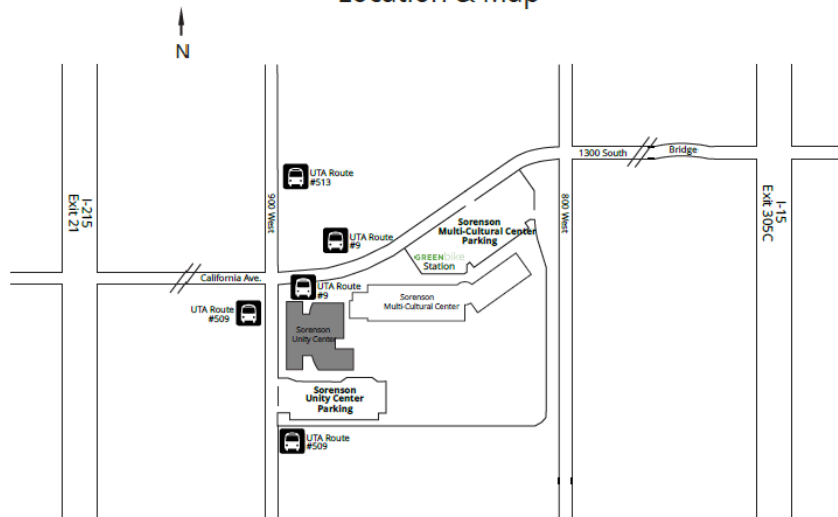 Location & Map
N
UTA Route
#513
1300 South
Bridge
I-215
Exit 21
900 West
800 West
I-15
Exit 305C
UTA Route
#9
Sorenson
Multi-Cultural Center
Parking
GREENbike
Station
California Ave.
UTA Route
#9
Sorenson
Multi-Cultural Center
UTA Route
#509
Sorenson
Unity Center
Sorenson
Unity Center
Parking
UTA Route
#509